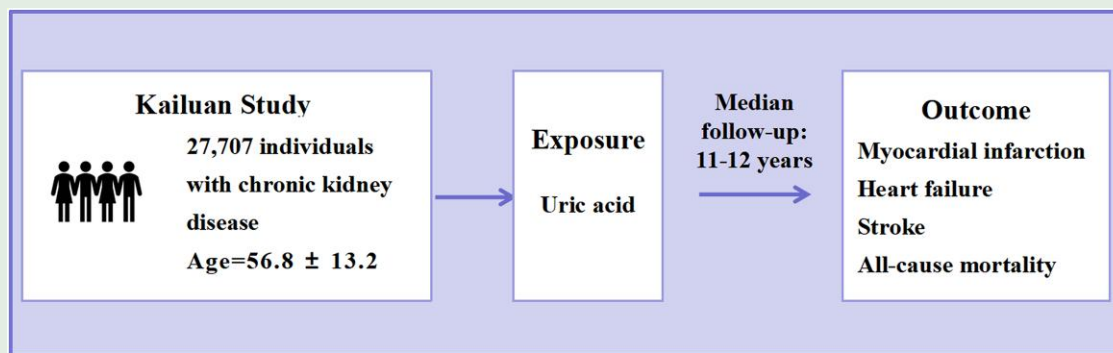 Kailuan Study
27,707 individuals
with chronic kidney
disease
Age=56.8 ± 13.2
Exposure
Uric acid
Median
follow-up:
11-12 years
Outcome
Myocardial infarction
Heart failure
Stroke
All-cause mortality